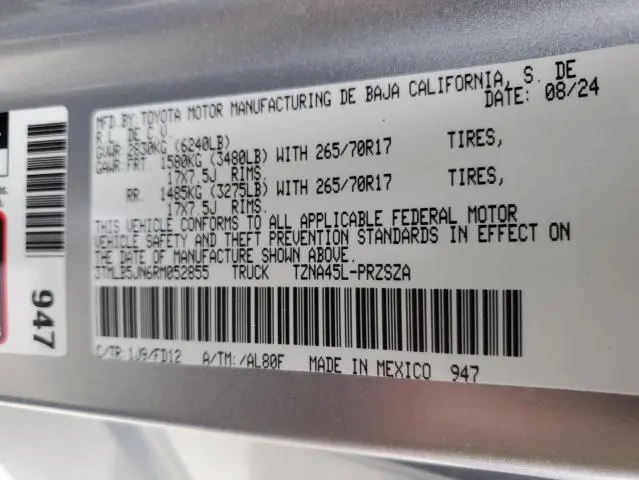 MFD BY: TOYOTA MOTOR MANUFACTURING DE BAJA CALIFORNIA, S. DE
R.L. DE C.V. DATE: 08/24
GVWR 2830KG (6240LB)
GAWR FRT. 1580KG (3480LB) WITH 265/70R17 TIRES,
17X7.5J RIMS.
RR. 1485KG (3275LB) WITH 265/70R17 TIRES,
17X7.5J RIMS.
THIS VEHICLE CONFORMS TO ALL APPLICABLE FEDERAL MOTOR
VEHICLE SAFETY AND THEFT PREVENTION STANDARDS IN EFFECT ON
THE DATE OF MANUFACTURE SHOWN ABOVE.
3TMLB5JN6RM052855 TRUCK TZNA45L-PRZSZA
C/TR: 1J9/FD12 A/TM: /AL80F MADE IN MEXICO 947
947